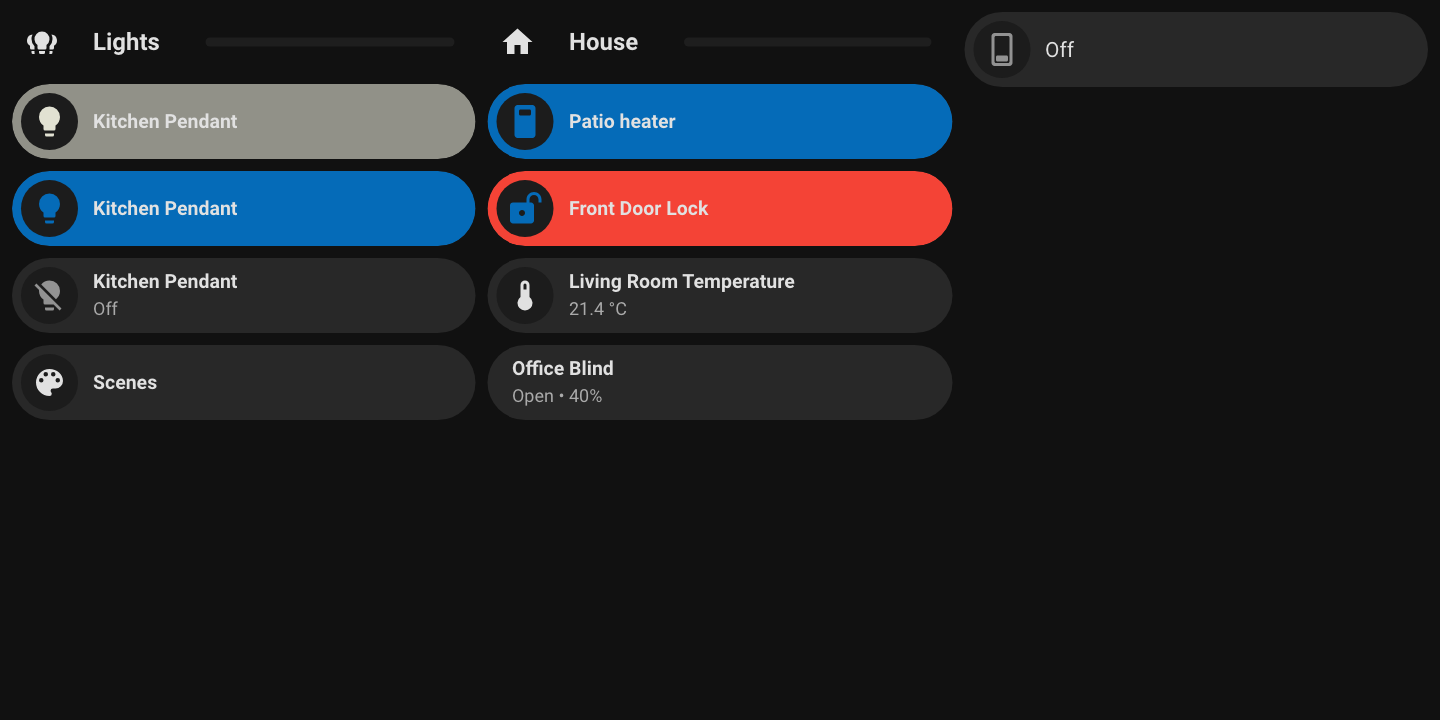 Lights
Kitchen Pendant
Kitchen Pendant
Kitchen Pendant
Off
Scenes
House
Patio heater
Front Door Lock
Living Room Temperature
21.4 °C
Office Blind
Open • 40%
Off